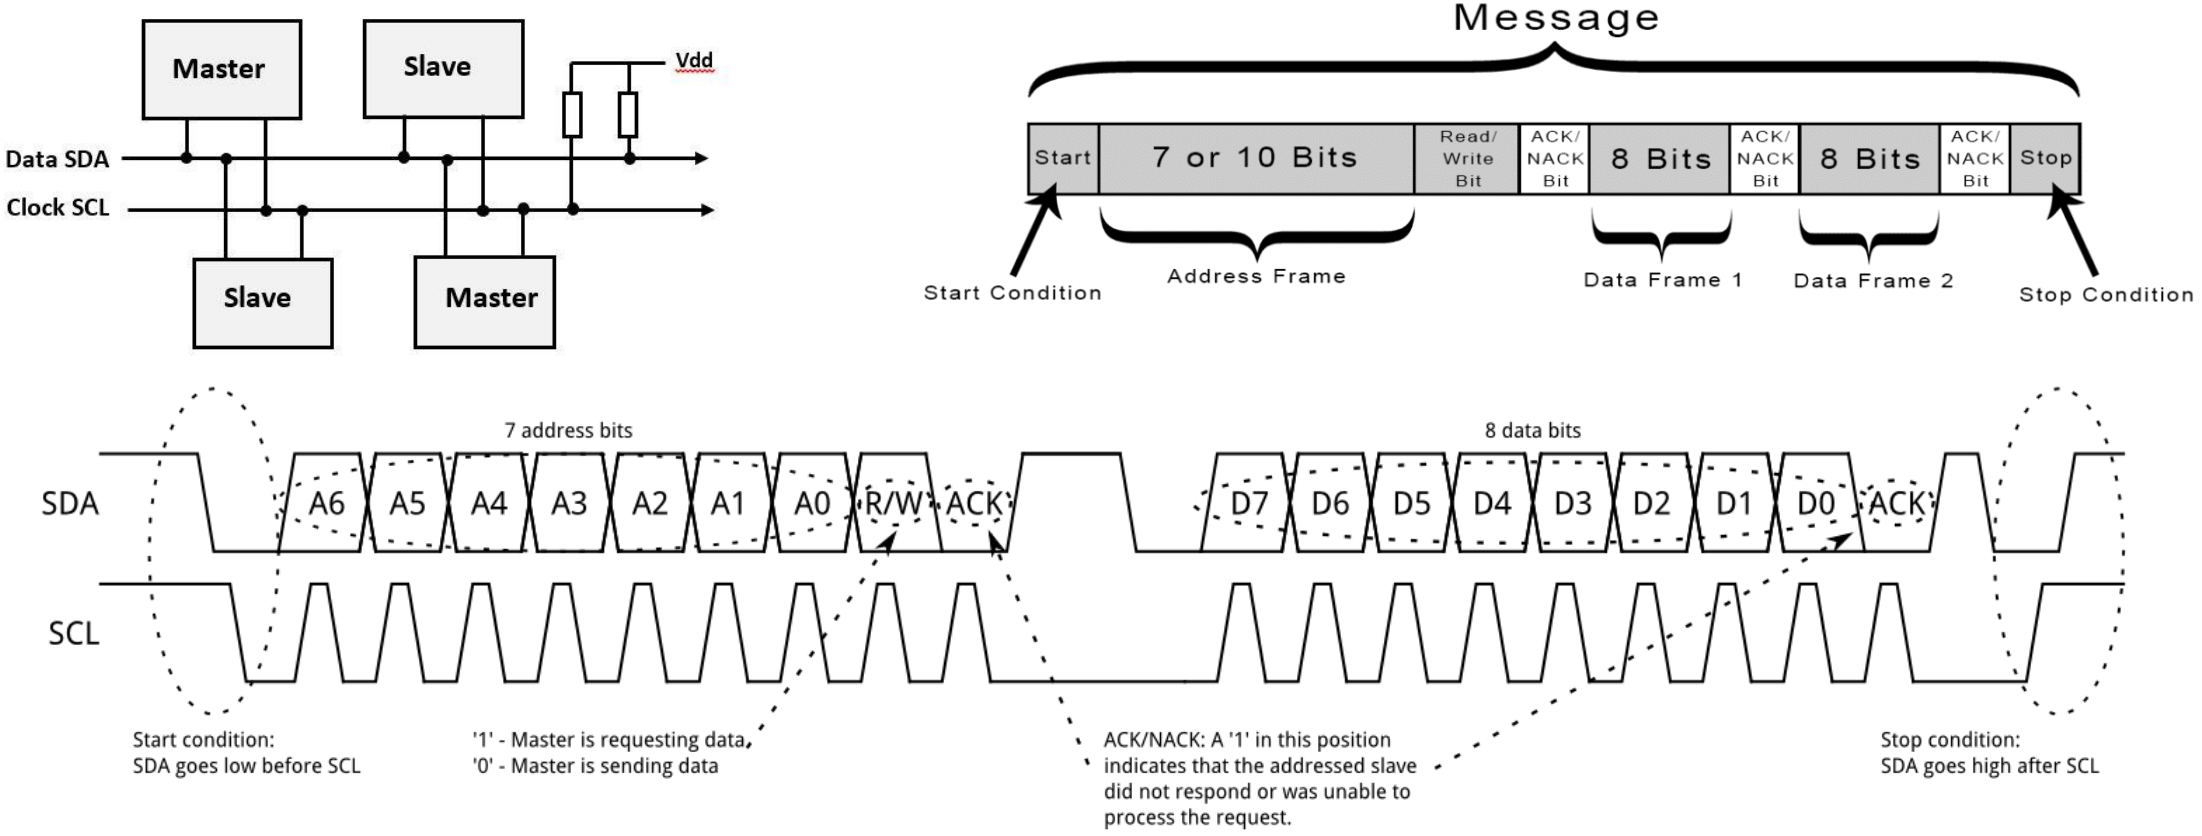 Master
Slave
Vdd
Data SDA
Clock SCL
Slave
Master
Message
Start
7 or 10 Bits
Read/
Write
Bit
ACK/
NACK
Bit
8 Bits
ACK/
NACK
Bit
8 Bits
ACK/
NACK
Bit
Stop
Start Condition
Address Frame
Data Frame 1
Data Frame 2
Stop Condition
7 address bits
8 data bits
SDA
A6 A5 A4 A3 A2 A1 A0 R/W ACK
D7 D6 D5 D4 D3 D2 D1 D0 ACK
SCL
Start condition:
SDA goes low before SCL
'1' - Master is requesting data
'0' - Master is sending data
ACK/NACK: A '1' in this position
indicates that the addressed slave
did not respond or was unable to
process the request.
Stop condition:
SDA goes high after SCL